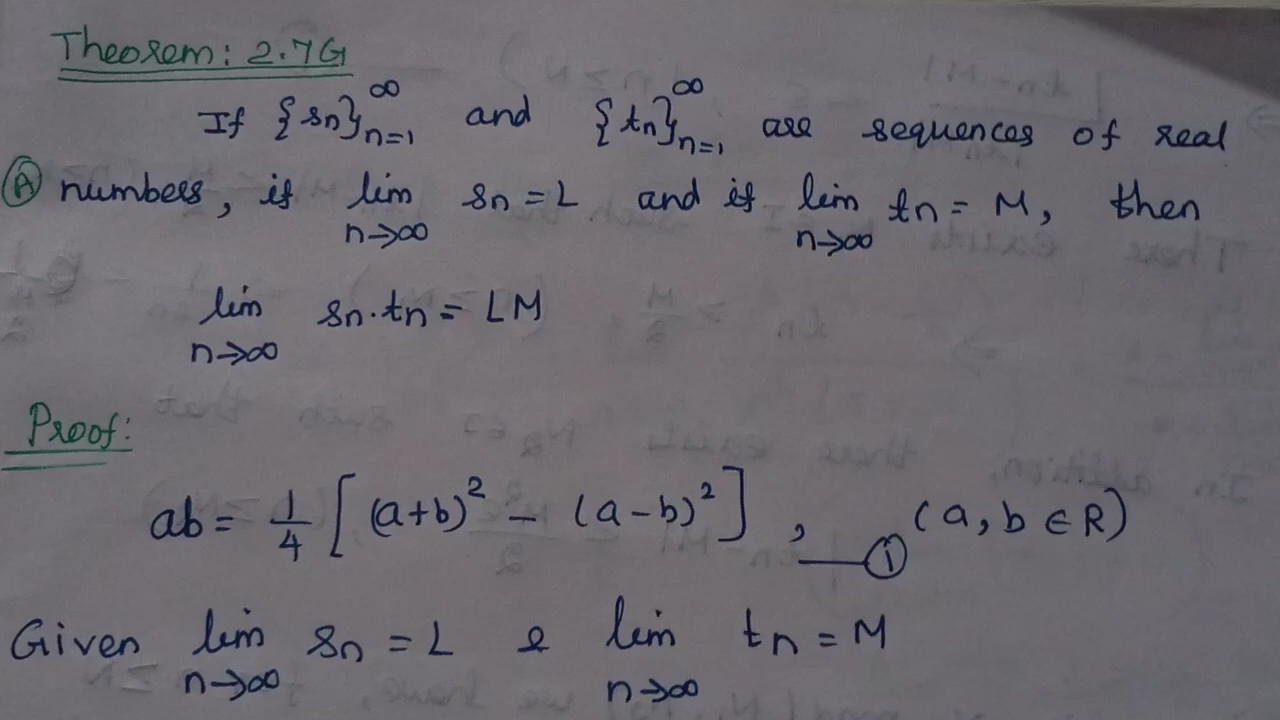 Theorem: 2.7G
If {sn}∞n=1 and {tn}∞n=1 are sequences of real
Ⓐ numbers, if lim n→∞ sn = L and if lim n→∞ tn = M, then
lim n→∞ sn·tn = LM
Proof:
ab = 1/4 [(a+b)² - (a-b)²], —① (a, b ∈ R)
Given lim n→∞ sn = L & lim n→∞ tn = M